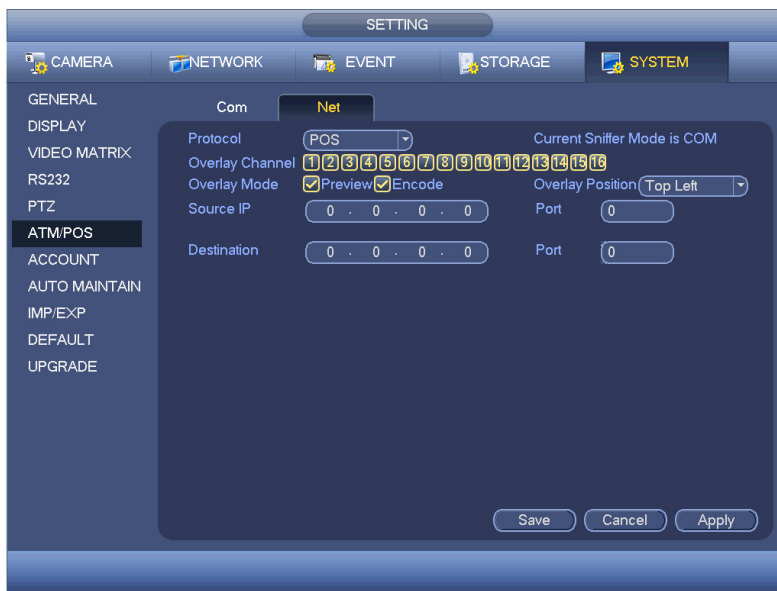 SETTING
CAMERA NETWORK EVENT STORAGE SYSTEM
GENERAL
DISPLAY
VIDEO MATRIX
RS232
PTZ
ATM/POS
ACCOUNT
AUTO MAINTAIN
IMP/EXP
DEFAULT
UPGRADE
Com Net
Protocol POS Current Sniffer Mode is COM
Overlay Channel 1 2 3 4 5 6 7 8 9 10 11 12 13 14 15 16
Overlay Mode Preview Encode Overlay Position Top Left
Source IP 0 . 0 . 0 . 0 Port 0
Destination 0 . 0 . 0 . 0 Port 0
Save Cancel Apply